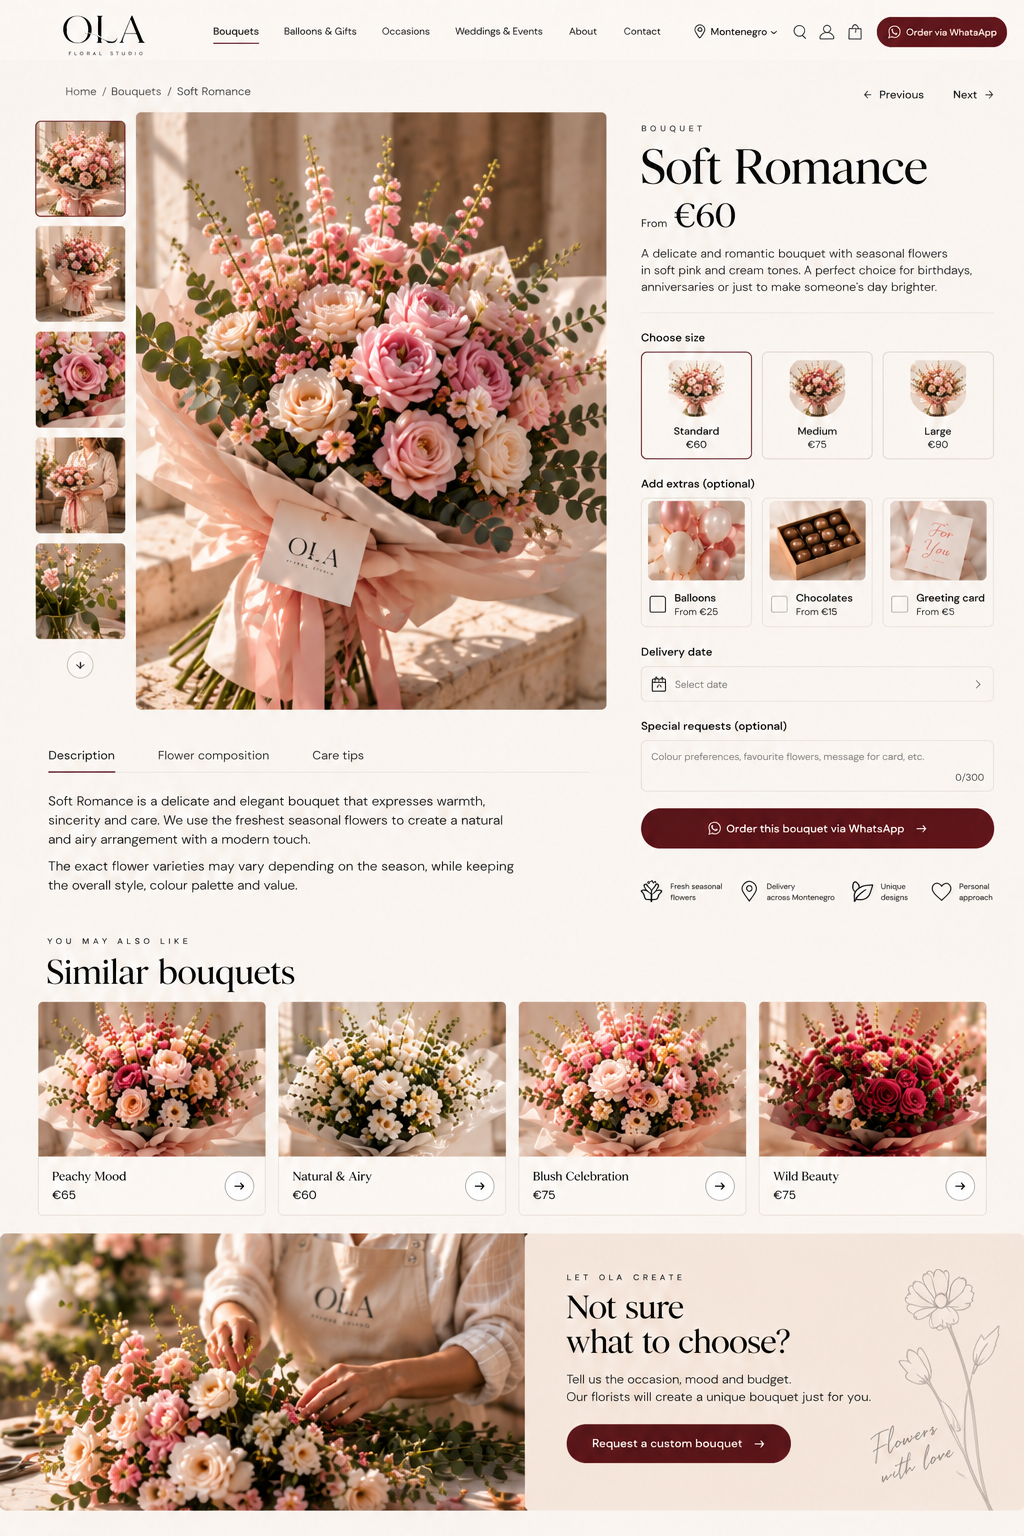 OLA
FLORAL STUDIO
Bouquets
Balloons & Gifts
Occasions
Weddings & Events
About
Contact
Montenegro
Order via WhatsApp
Home / Bouquets / Soft Romance
← Previous
Next →
BOUQUET
Soft Romance
From €60
A delicate and romantic bouquet with seasonal flowers
in soft pink and cream tones. A perfect choice for birthdays,
anniversaries or just to make someone's day brighter.
Choose size
Standard
€60
Medium
€75
Large
€90
Add extras (optional)
For
You
Balloons
From €25
Chocolates
From €15
Greeting card
From €5
Delivery date
Select date
Special requests (optional)
Colour preferences, favourite flowers, message for card, etc.
0/300
Order this bouquet via WhatsApp →
Fresh seasonal
flowers
Delivery
across Montenegro
Unique
designs
Personal
approach
OLA
FLORAL STUDIO
Description
Flower composition
Care tips
Soft Romance is a delicate and elegant bouquet that expresses warmth,
sincerity and care. We use the freshest seasonal flowers to create a natural
and airy arrangement with a modern touch.
The exact flower varieties may vary depending on the season, while keeping
the overall style, colour palette and value.
YOU MAY ALSO LIKE
Similar bouquets
Peachy Mood
€65
Natural & Airy
€60
Blush Celebration
€75
Wild Beauty
€75
OLA
LET OLA CREATE
Not sure
what to choose?
Tell us the occasion, mood and budget.
Our florists will create a unique bouquet just for you.
Request a custom bouquet →
Flowers
with love